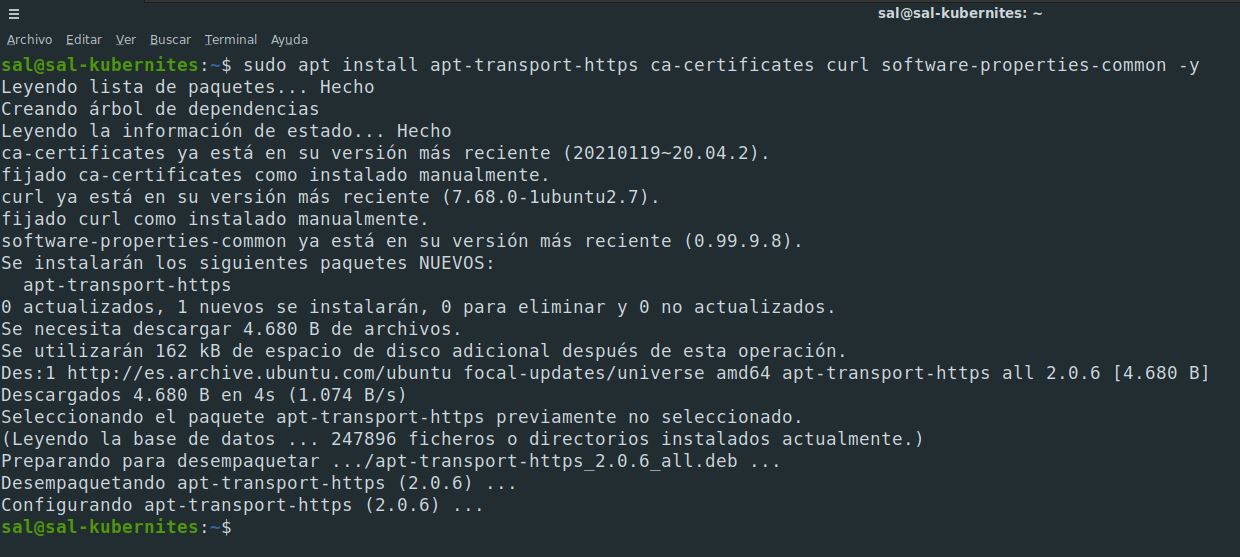 sal@sal-kubernites: ~
Archivo Editar Ver Buscar Terminal Ayuda
sal@sal-kubernites:~$ sudo apt install apt-transport-https ca-certificates curl software-properties-common -y
Leyendo lista de paquetes... Hecho
Creando árbol de dependencias
Leyendo la información de estado... Hecho
ca-certificates ya está en su versión más reciente (20210119~20.04.2).
fijado ca-certificates como instalado manualmente.
curl ya está en su versión más reciente (7.68.0-1ubuntu2.7).
fijado curl como instalado manualmente.
software-properties-common ya está en su versión más reciente (0.99.9.8).
Se instalarán los siguientes paquetes NUEVOS:
  apt-transport-https
0 actualizados, 1 nuevos se instalarán, 0 para eliminar y 0 no actualizados.
Se necesita descargar 4.680 B de archivos.
Se utilizarán 162 kB de espacio de disco adicional después de esta operación.
Des:1 http://es.archive.ubuntu.com/ubuntu focal-updates/universe amd64 apt-transport-https all 2.0.6 [4.680 B]
Descargados 4.680 B en 4s (1.074 B/s)
Seleccionando el paquete apt-transport-https previamente no seleccionado.
(Leyendo la base de datos ... 247896 ficheros o directorios instalados actualmente.)
Preparando para desempaquetar .../apt-transport-https_2.0.6_all.deb ...
Desempaquetando apt-transport-https (2.0.6) ...
Configurando apt-transport-https (2.0.6) ...
sal@sal-kubernites:~$